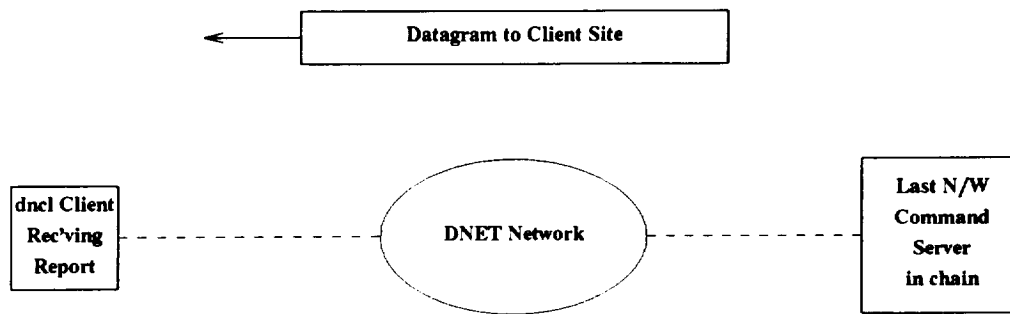 Datagram to Client Site
dncl Client
Rec'ving
Report
DNET Network
Last N/W
Command
Server
in chain